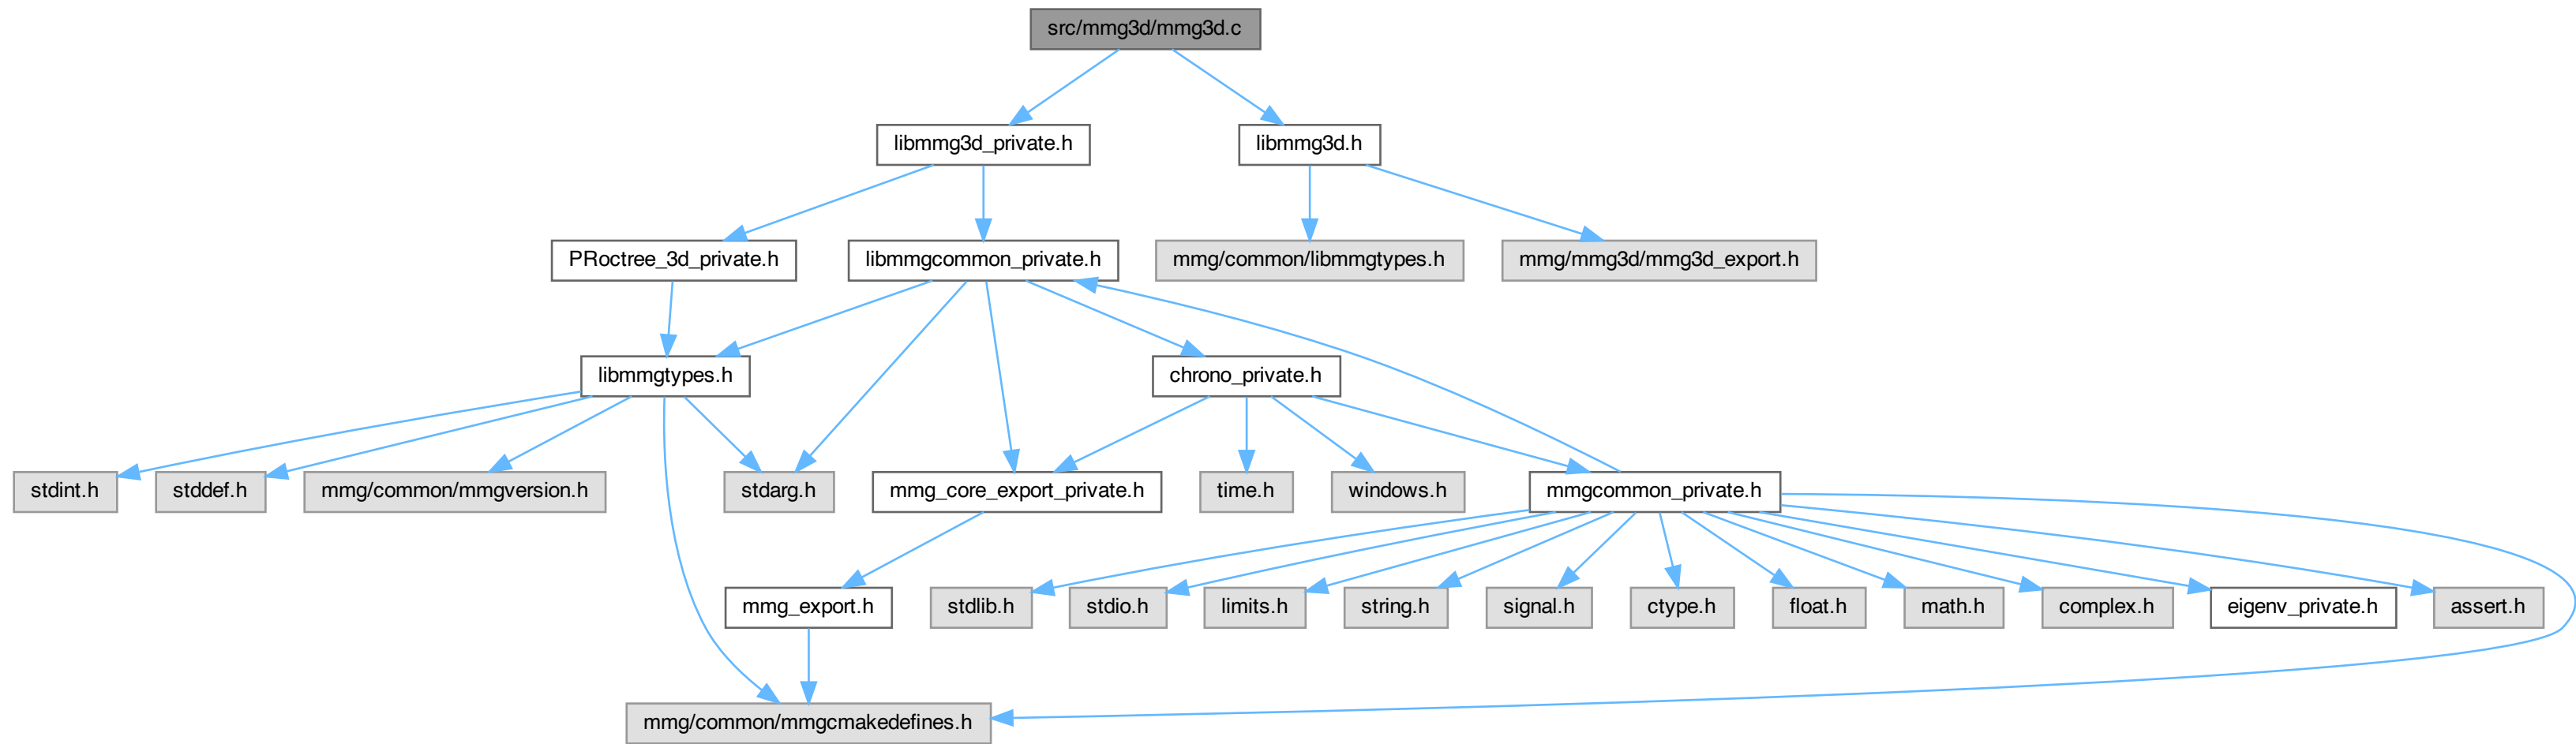 src/mmg3d/mmg3d.c
libmmg3d_private.h
libmmg3d.h
PRoctree_3d_private.h
libmmgcommon_private.h
mmg/common/libmmgtypes.h
mmg/mmg3d/mmg3d_export.h
libmmgtypes.h
chrono_private.h
stdint.h
stddef.h
mmg/common/mmgversion.h
stdarg.h
mmg_core_export_private.h
time.h
windows.h
mmgcommon_private.h
mmg_export.h
stdlib.h
stdio.h
limits.h
string.h
signal.h
ctype.h
float.h
math.h
complex.h
eigenv_private.h
assert.h
mmg/common/mmgcmakedefines.h